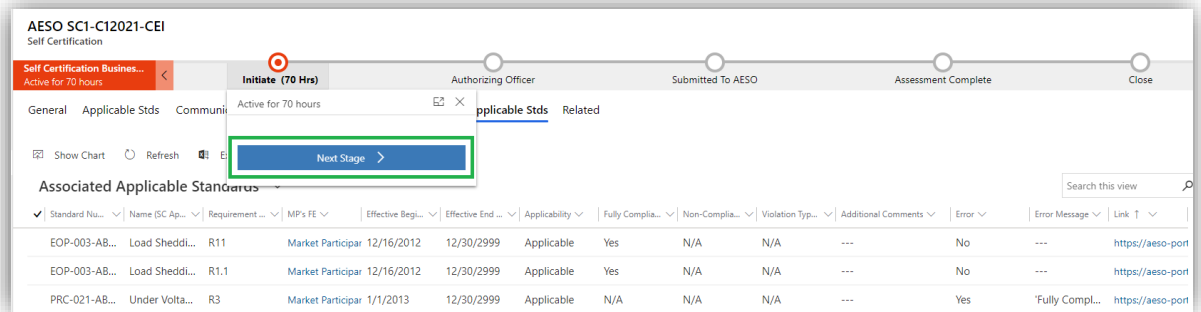 AESO SC1-C12021-CEI
Self Certification
Self Certification Busines...
Active for 70 hours
Initiate (70 Hrs)
Authorizing Officer
Submitted To AESO
Assessment Complete
Close
General Applicable Stds Communi
Active for 70 hours
pplicable Stds Related
Show Chart Refresh E
Next Stage
Associated Applicable Standards
Search this view
Standard Nu... Name (SC Ap... Requirement ... MP's FE Effective Begi... Effective End ... Applicability Fully Complia... Non-Complia... Violation Typ... Additional Comments Error Error Message Link ↑
EOP-003-AB... Load Sheddi... R11 Market Participar 12/16/2012 12/30/2999 Applicable Yes N/A N/A --- No --- https://aeso-port
EOP-003-AB... Load Sheddi... R1.1 Market Participar 12/16/2012 12/30/2999 Applicable Yes N/A N/A --- No --- https://aeso-port
PRC-021-AB... Under Volta... R3 Market Participar 1/1/2013 12/30/2999 Applicable N/A N/A N/A --- Yes 'Fully Compl... https://aeso-port